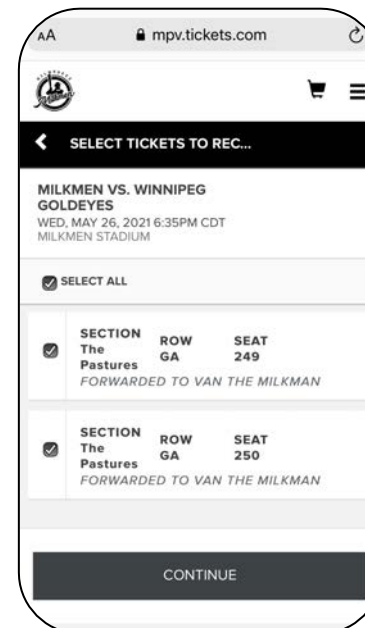 AA mpv.tickets.com
SELECT TICKETS TO REC...
MILKMEN VS. WINNIPEG
GOLDEYES
WED, MAY 26, 2021 6:35PM CDT
MILKMEN STADIUM
SELECT ALL
SECTION ROW SEAT
The Pastures GA 249
FORWARDED TO VAN THE MILKMAN
SECTION ROW SEAT
The Pastures GA 250
FORWARDED TO VAN THE MILKMAN
CONTINUE